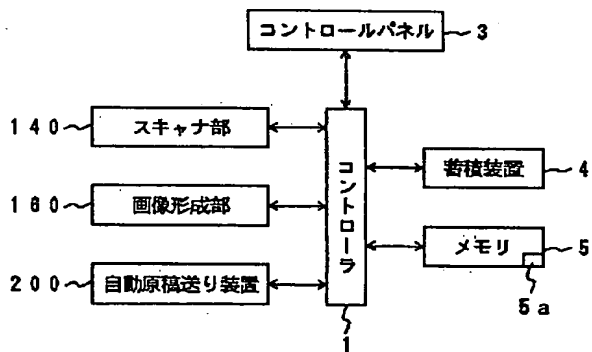 コントロールパネル 3
140 スキャナ部
コントローラ
蓄積装置 4
160 画像形成部
メモリ 5
200 自動原稿送り装置
5a
1